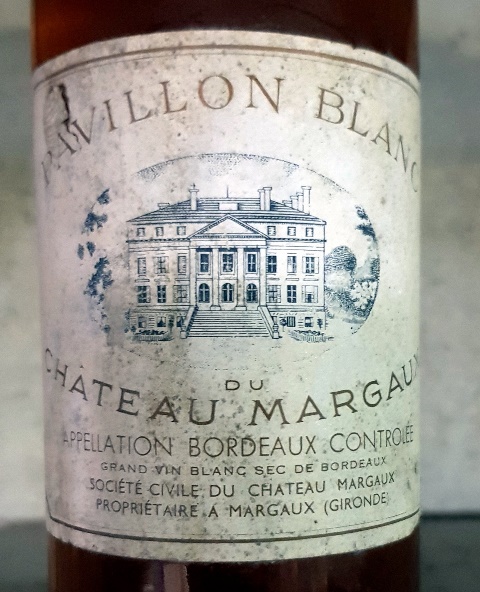 PAVILLON BLANC
DU
CHÂTEAU MARGAUX
APPELLATION BORDEAUX CONTROLÉE
GRAND VIN BLANC SEC DE BORDEAUX
SOCIÉTÉ CIVILE DU CHATEAU MARGAUX
PROPRIÉTAIRE A MARGAUX (GIRONDE)